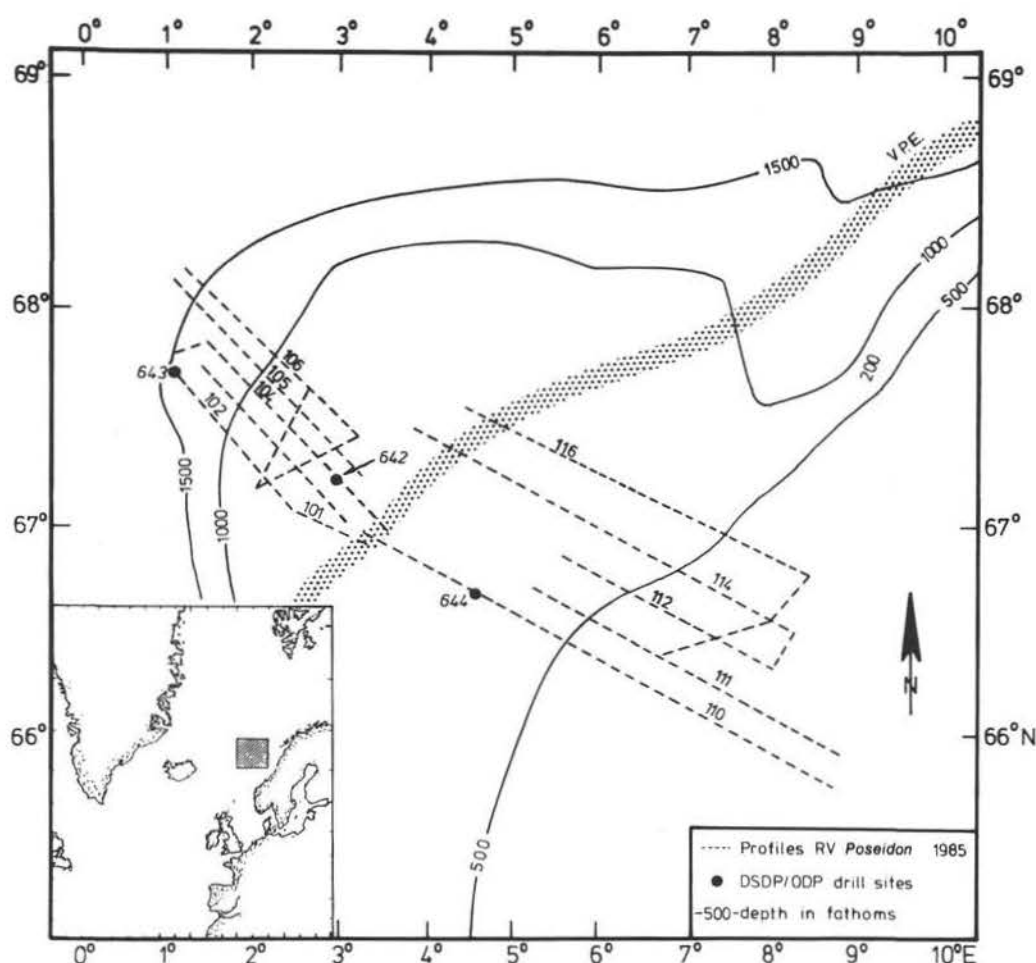 0° 1° 2° 3° 4° 5° 6° 7° 8° 9° 10°
69° 69°
V.P.E.
1500
1000
500
68° 68°
200
643
106
105
104
102
642
116
1500
101
67° 1000 67°
114
644
112
111
110
N
66° 66°N
500
---- Profiles RV Poseidon 1985
● DSDP/ODP drill sites
-500-depth in fathoms
0° 1° 2° 3° 4° 5° 6° 7° 8° 9° 10°E